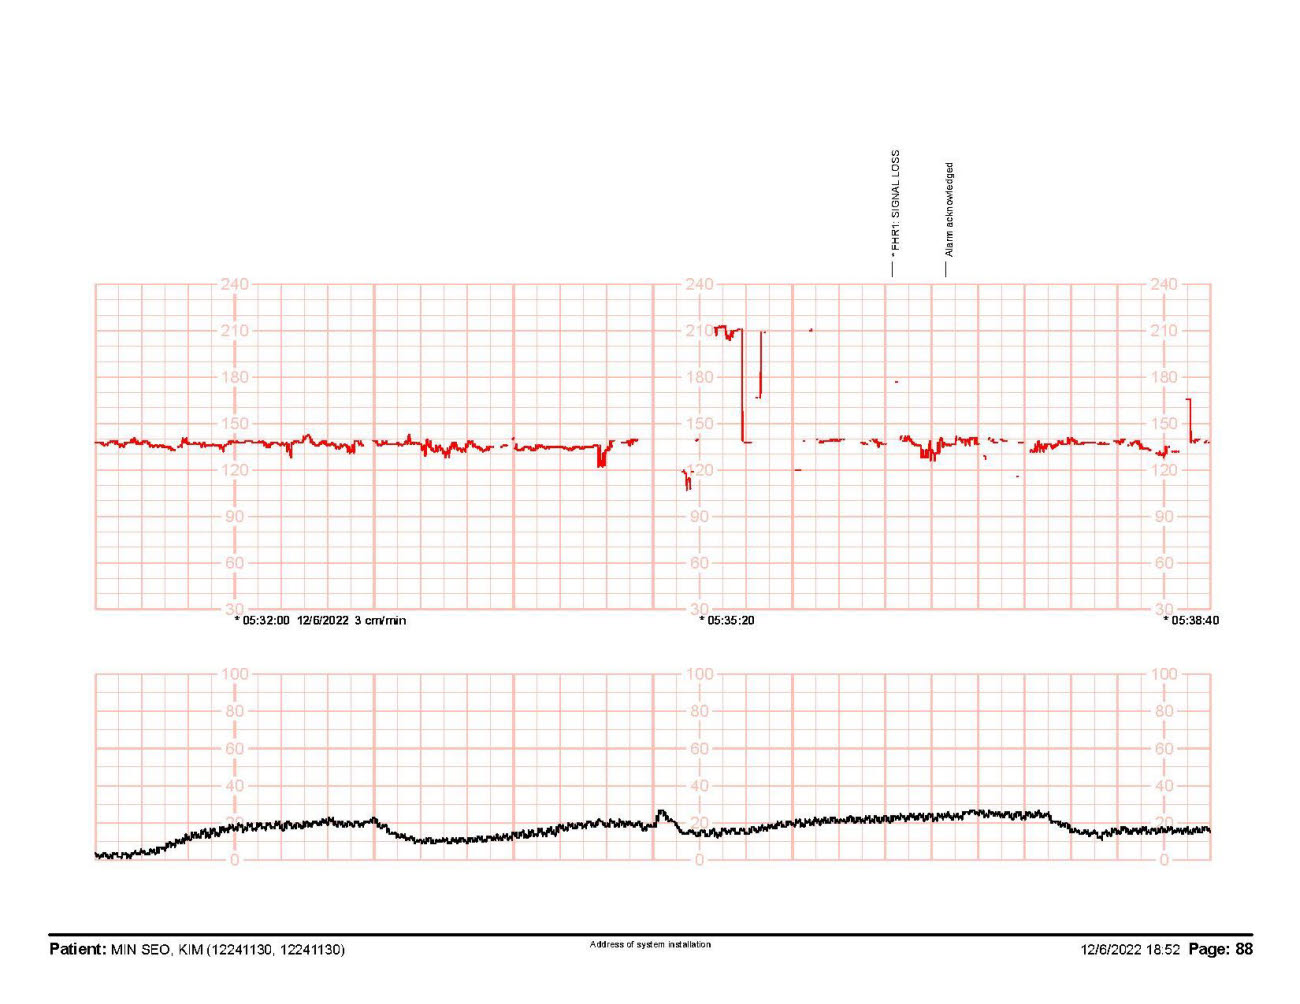 * FHR1: SIGNAL LOSS
Alarm acknowledged
240 240 240
210 210 210
180 180 180
150 150 150
120 120 120
90 90 90
60 60 60
30 30 30
* 05:32:00 12/6/2022 3 cm/min * 05:35:20 * 05:38:40
100 100 100
80 80 80
60 60 60
40 40 40
20 20 20
0 0 0
Patient: MIN SEO, KIM (12241130, 12241130) Address of system installation 12/6/2022 18:52 Page: 88